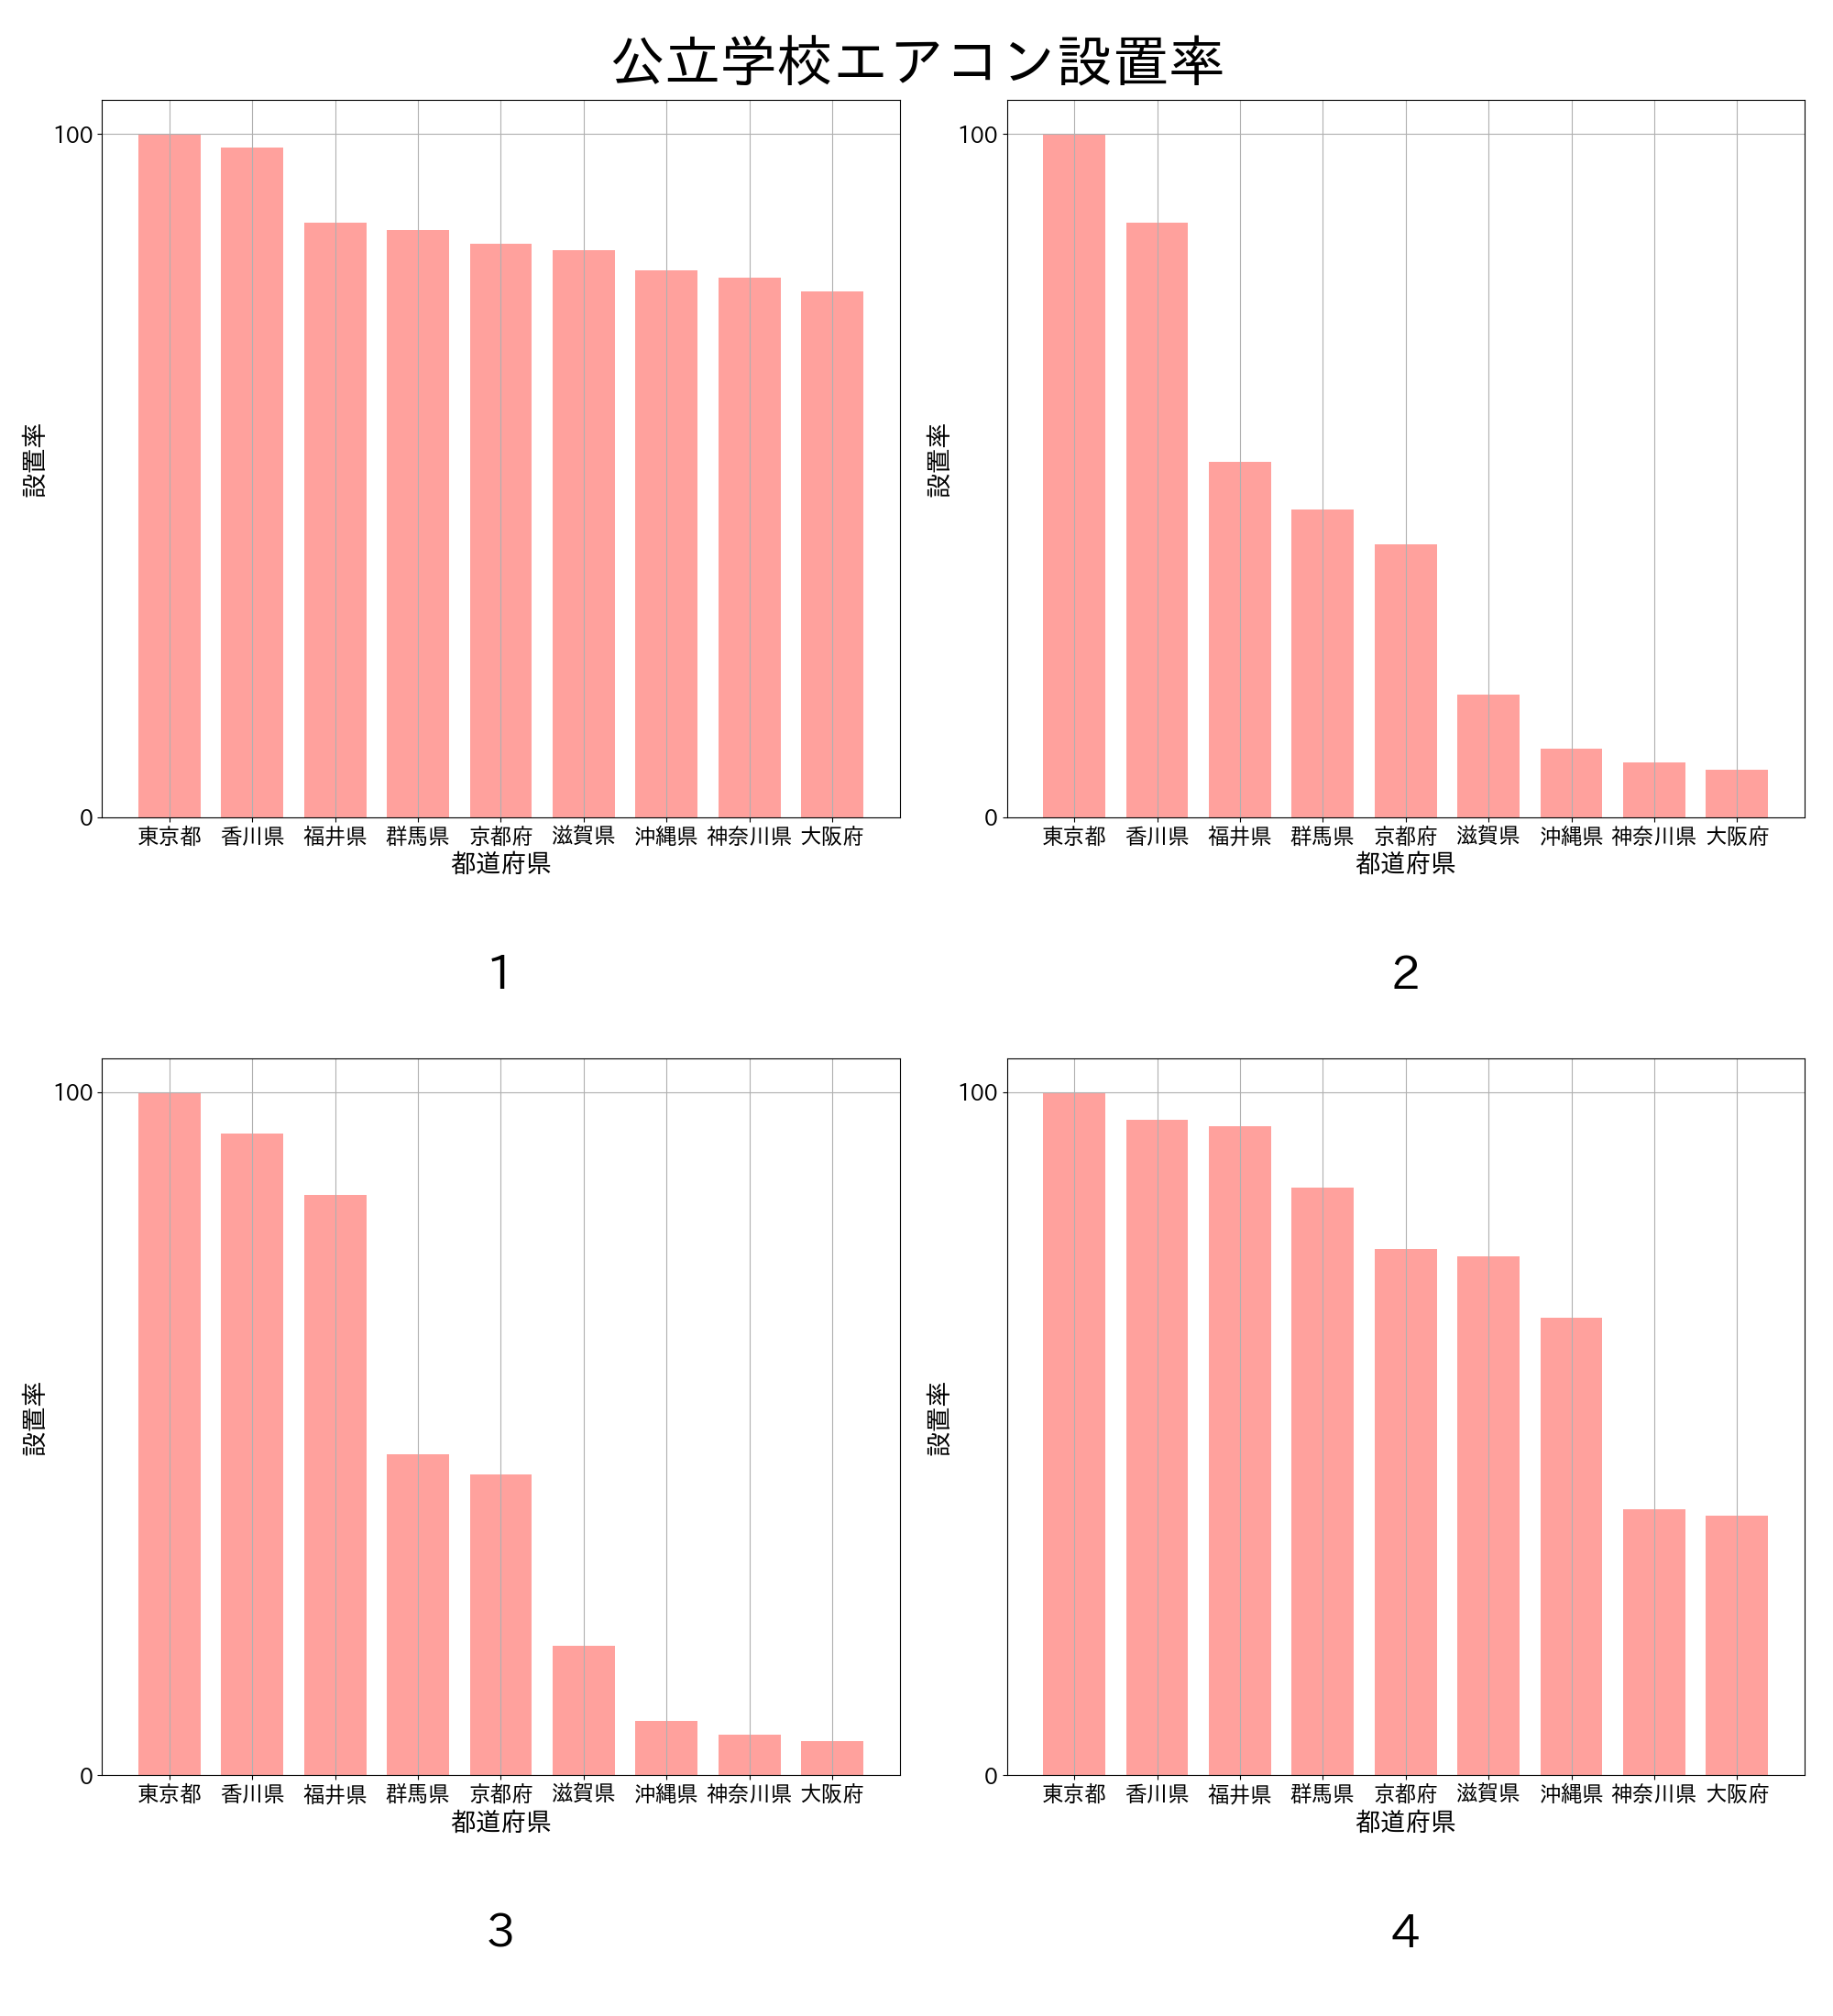 公立学校エアコン設置率
100
0
設置率
東京都 香川県 福井県 群馬県 京都府 滋賀県 沖縄県 神奈川県 大阪府
都道府県
1
100
0
設置率
東京都 香川県 福井県 群馬県 京都府 滋賀県 沖縄県 神奈川県 大阪府
都道府県
2
100
0
設置率
東京都 香川県 福井県 群馬県 京都府 滋賀県 沖縄県 神奈川県 大阪府
都道府県
3
100
0
設置率
東京都 香川県 福井県 群馬県 京都府 滋賀県 沖縄県 神奈川県 大阪府
都道府県
4